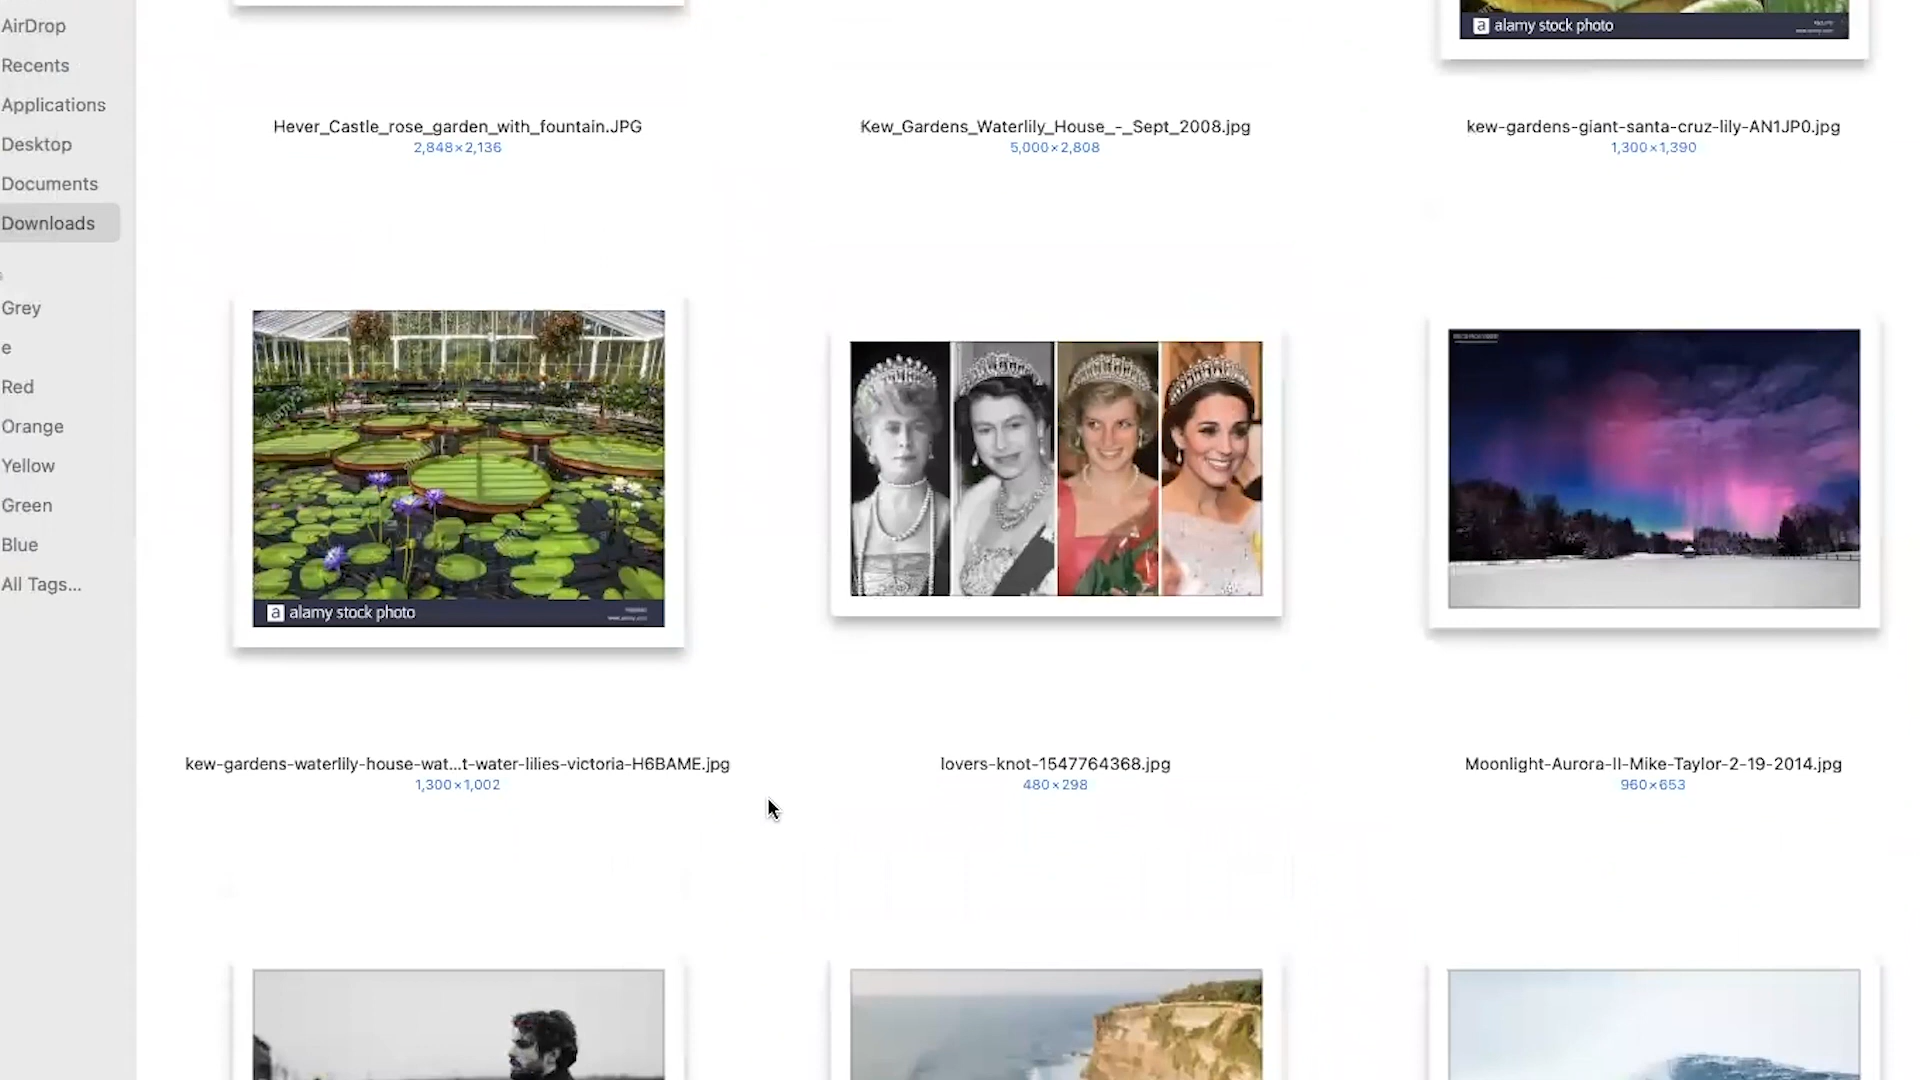 AirDrop
Recents
Applications
Desktop
Documents
Downloads
Grey
e
Red
Orange
Yellow
Green
Blue
All Tags...
a alamy stock photo
Hever_Castle_rose_garden_with_fountain.JPG
2,848×2,136
Kew_Gardens_Waterlily_House_-_Sept_2008.jpg
5,000×2,808
kew-gardens-giant-santa-cruz-lily-AN1JP0.jpg
1,300×1,390
a alamy stock photo
kew-gardens-waterlily-house-wat...t-water-lilies-victoria-H6BAME.jpg
1,300×1,002
lovers-knot-1547764368.jpg
480×298
Moonlight-Aurora-II-Mike-Taylor-2-19-2014.jpg
960×653